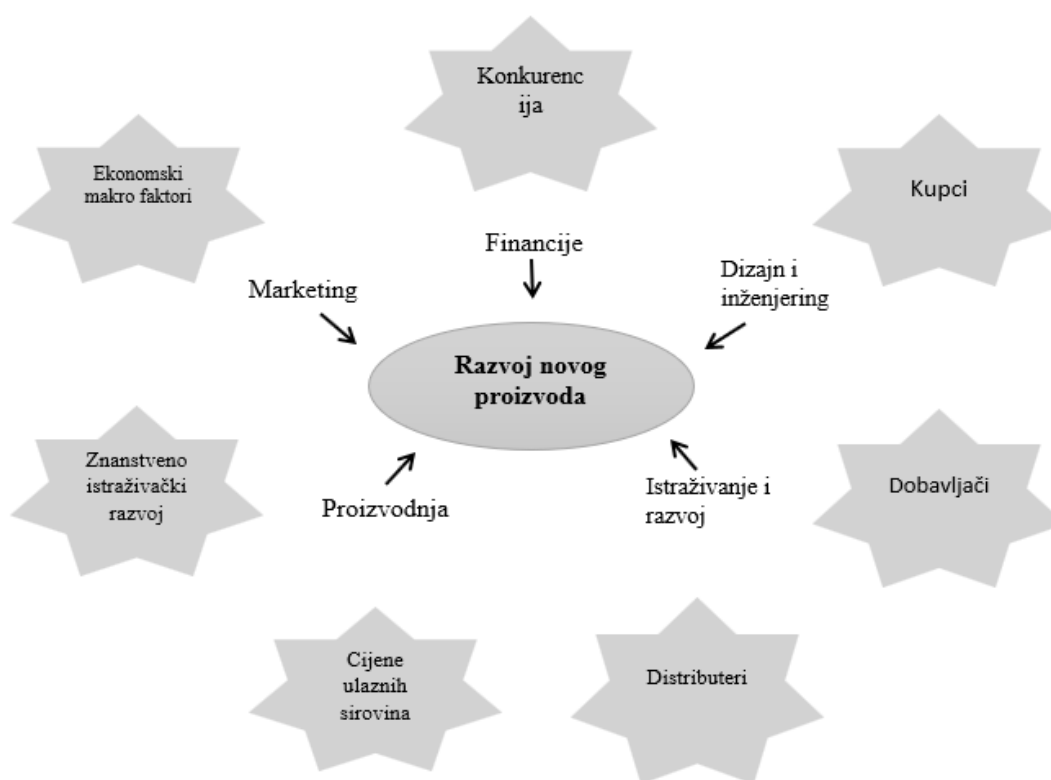 Konkurenc
ija
Ekonomski
makro faktori
Kupci
Financije
Dizajn i
inženjering
Marketing
Razvoj novog
proizvoda
Znanstveno
istraživački
razvoj
Dobavljači
Proizvodnja
Istraživanje i
razvoj
Cijene
ulaznih
sirovina
Distributeri